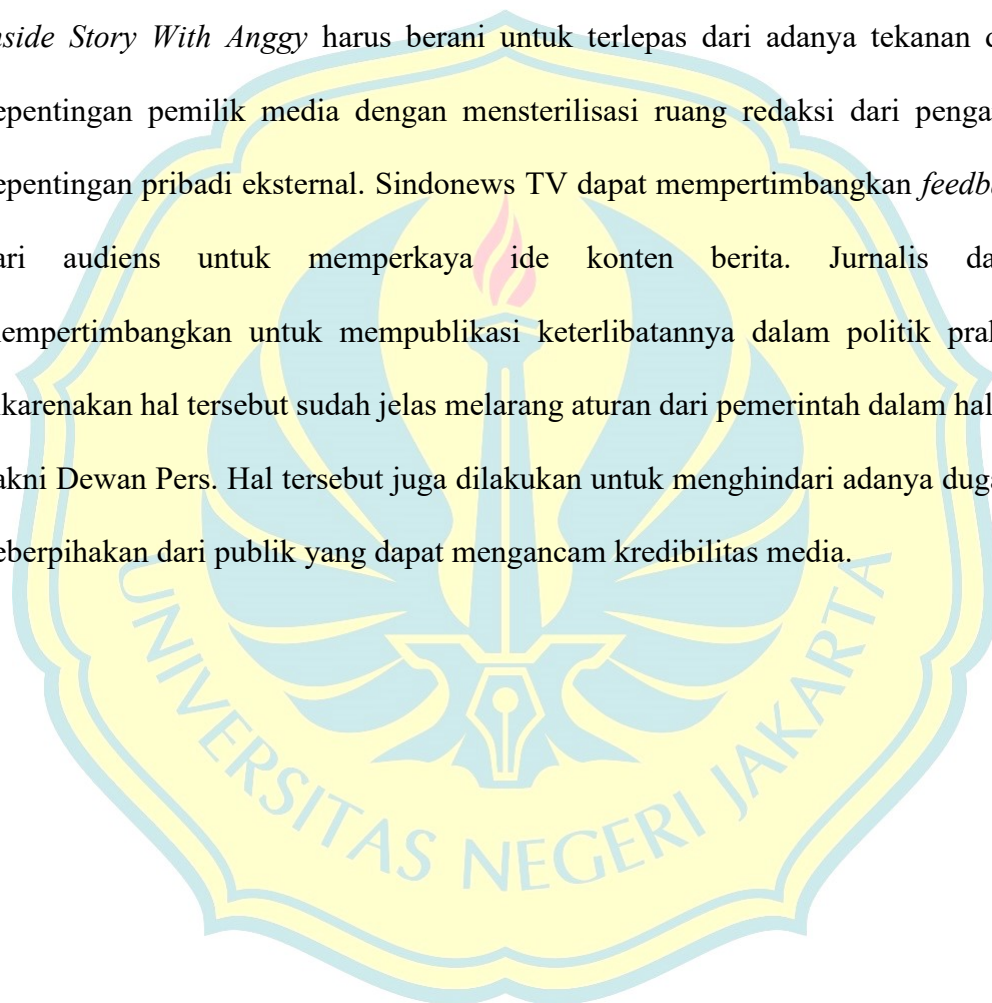 nside Story With Anggy harus berani untuk terlepas dari adanya tekanan d
epentingan pemilik media dengan mensterilisasi ruang redaksi dari penga
epentingan pribadi eksternal. Sindonews TV dapat mempertimbangkan feedba
ari audiens untuk memperkaya ide konten berita. Jurnalis da
empertimbangkan untuk mempublikasi keterlibatannya dalam politik prak
karenakan hal tersebut sudah jelas melarang aturan dari pemerintah dalam hal
akni Dewan Pers. Hal tersebut juga dilakukan untuk menghindari adanya duga
eberpihakan dari publik yang dapat mengancam kredibilitas media.
UNIVERSITAS NEGERI JAKARTA